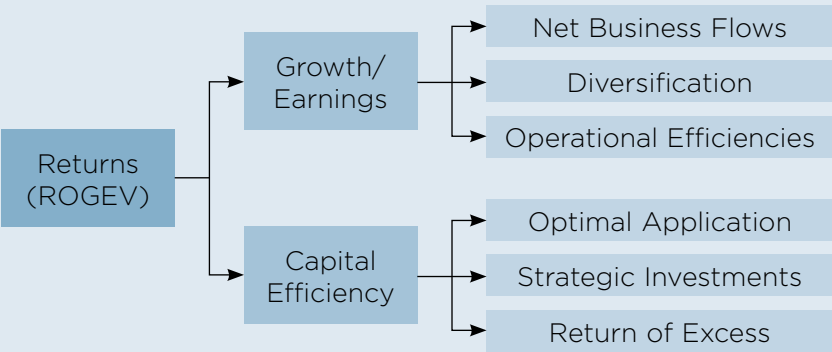 Returns
(ROGEV)
Growth/
Earnings
Net Business Flows
Diversification
Operational Efficiencies
Capital
Efficiency
Optimal Application
Strategic Investments
Return of Excess